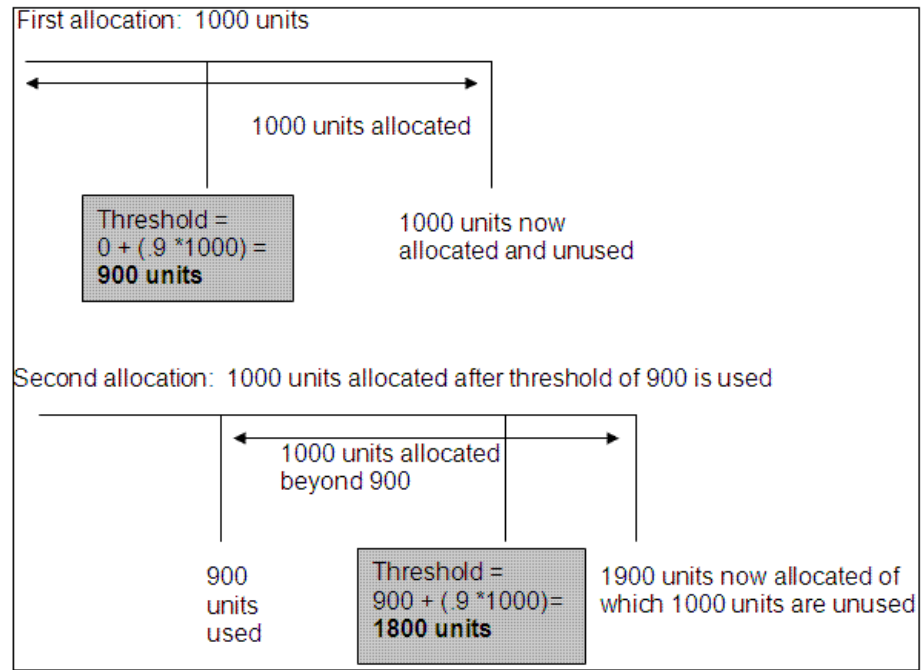 First allocation: 1000 units
1000 units allocated
Threshold =
0 + (.9 *1000) =
900 units
1000 units now
allocated and unused
Second allocation: 1000 units allocated after threshold of 900 is used
1000 units allocated
beyond 900
900
units
used
Threshold =
900 + (.9 *1000)=
1800 units
1900 units now allocated of
which 1000 units are unused